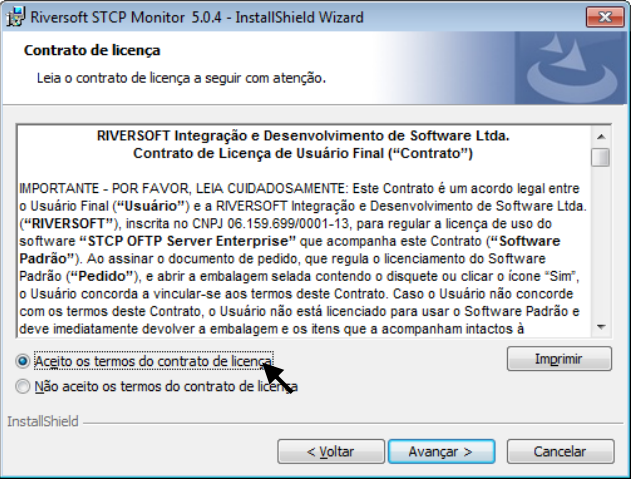 Riversoft STCP Monitor 5.0.4 - InstallShield Wizard
Contrato de licença
Leia o contrato de licença a seguir com atenção.
RIVERSOFT Integração e Desenvolvimento de Software Ltda.
Contrato de Licença de Usuário Final (“Contrato”)
IMPORTANTE - POR FAVOR, LEIA CUIDADOSAMENTE: Este Contrato é um acordo legal entre
o Usuário Final (“Usuário”) e a RIVERSOFT Integração e Desenvolvimento de Software Ltda.
(“RIVERSOFT”), inscrita no CNPJ 06.159.699/0001-13, para regular a licença de uso do
software “STCP OFTP Server Enterprise” que acompanha este Contrato (“Software
Padrão”). Ao assinar o documento de pedido, que regula o licenciamento do Software
Padrão (“Pedido”), e abrir a embalagem selada contendo o disquete ou clicar o ícone “Sim”,
o Usuário concorda a vincular-se aos termos deste Contrato. Caso o Usuário não concorde
com os termos deste Contrato, o Usuário não está licenciado para usar o Software Padrão e
deve imediatamente devolver a embalagem e os itens que a acompanham intactos à
Aceito os termos do contrato de licença
Imprimir
Não aceito os termos do contrato de licença
InstallShield
< Voltar
Avançar >
Cancelar